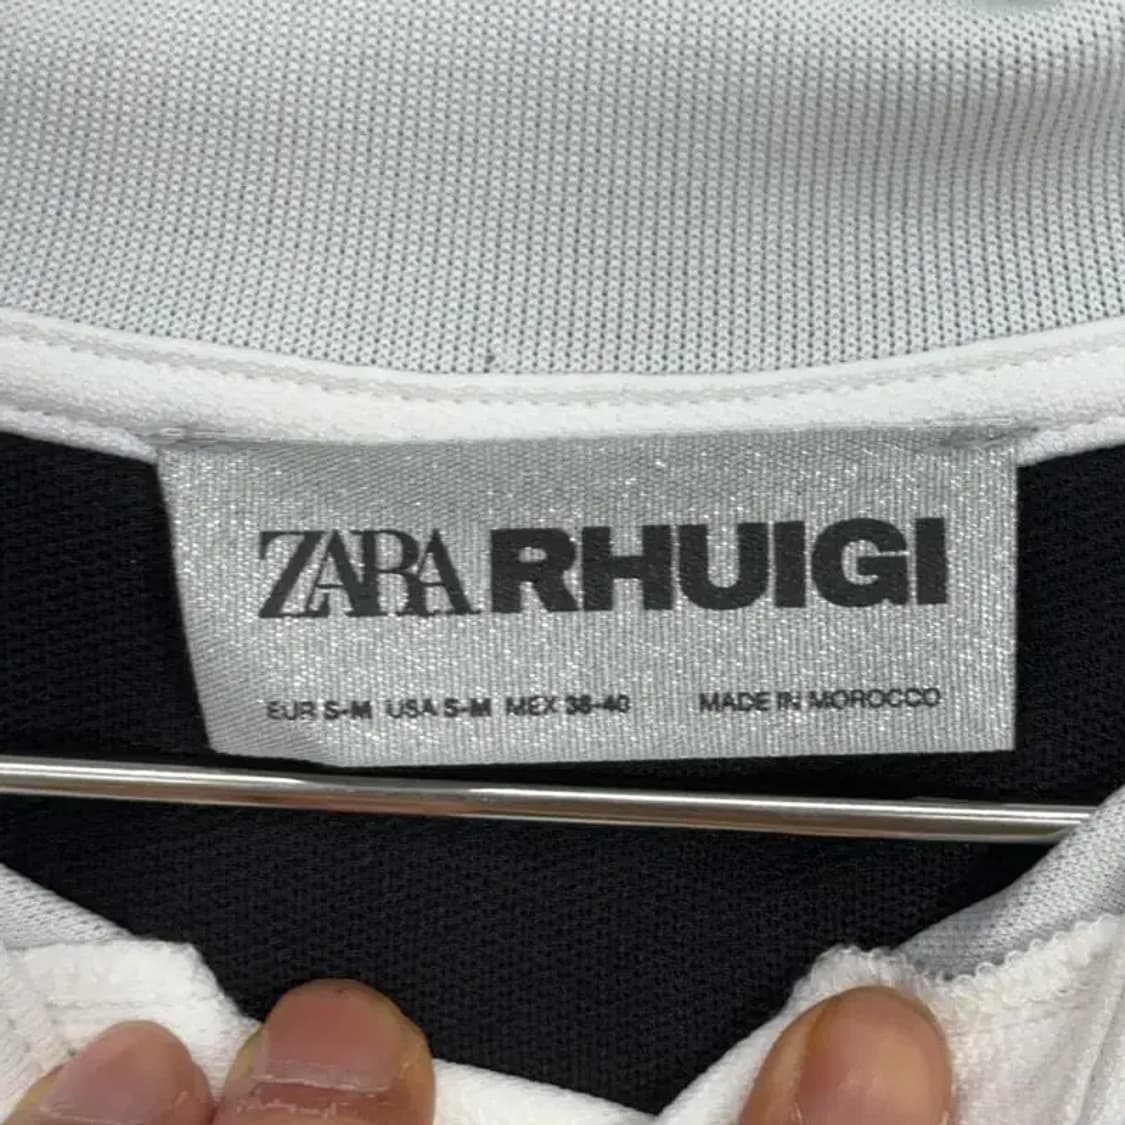 ZARA RHUIGI
EUR S-M USA S-M MEX 38-40 MADE IN MOROCCO